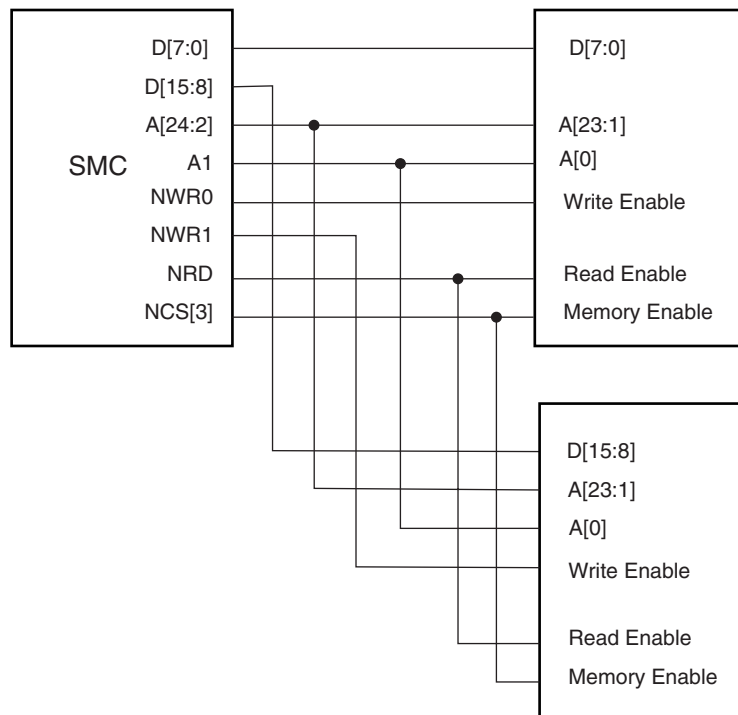 D[7:0] D[7:0]
D[15:8]
A[24:2] A[23:1]
SMC A1 A[0]
NWR0 Write Enable
NWR1
NRD Read Enable
NCS[3] Memory Enable
D[15:8]
A[23:1]
A[0]
Write Enable
Read Enable
Memory Enable